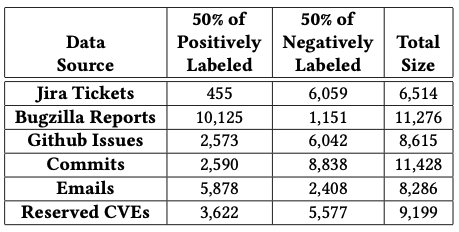 Data Source 50% of Positively Labeled 50% of Negatively Labeled Total Size
Jira Tickets 455 6,059 6,514
Bugzilla Reports 10,125 1,151 11,276
Github Issues 2,573 6,042 8,615
Commits 2,590 8,838 11,428
Emails 5,878 2,408 8,286
Reserved CVEs 3,622 5,577 9,199